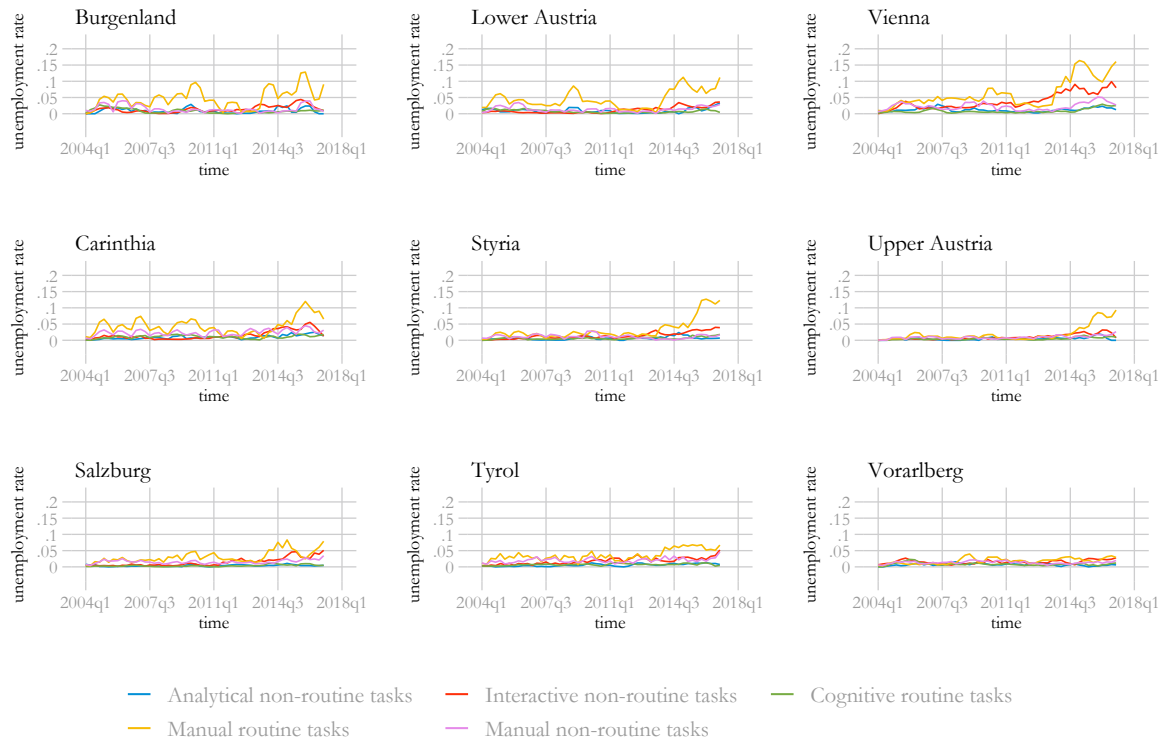 Burgenland
Lower Austria
Vienna
unemployment rate
.2
.15
.1
.05
0
2004q1 2007q3 2011q1 2014q3 2018q1
time
unemployment rate
.2
.15
.1
.05
0
2004q1 2007q3 2011q1 2014q3 2018q1
time
unemployment rate
.2
.15
.1
.05
0
2004q1 2007q3 2011q1 2014q3 2018q1
time
Carinthia
Styria
Upper Austria
unemployment rate
.2
.15
.1
.05
0
2004q1 2007q3 2011q1 2014q3 2018q1
time
unemployment rate
.2
.15
.1
.05
0
2004q1 2007q3 2011q1 2014q3 2018q1
time
unemployment rate
.2
.15
.1
.05
0
2004q1 2007q3 2011q1 2014q3 2018q1
time
Salzburg
Tyrol
Vorarlberg
unemployment rate
.2
.15
.1
.05
0
2004q1 2007q3 2011q1 2014q3 2018q1
time
unemployment rate
.2
.15
.1
.05
0
2004q1 2007q3 2011q1 2014q3 2018q1
time
unemployment rate
.2
.15
.1
.05
0
2004q1 2007q3 2011q1 2014q3 2018q1
time
Analytical non-routine tasks
Interactive non-routine tasks
Cognitive routine tasks
Manual routine tasks
Manual non-routine tasks